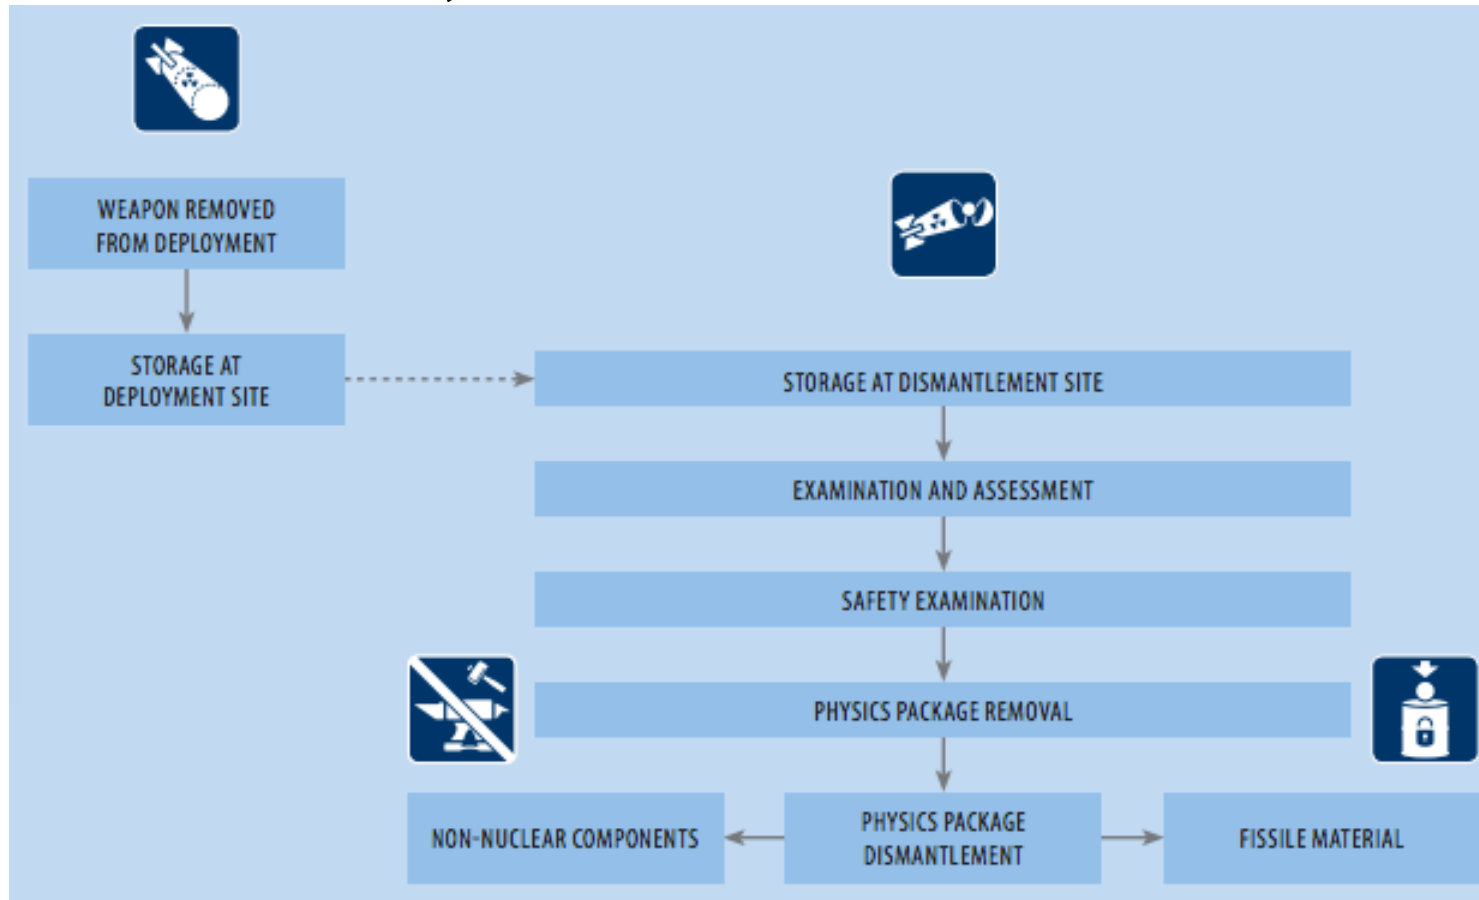 WEAPON REMOVED
FROM DEPLOYMENT
STORAGE AT
DEPLOYMENT SITE
STORAGE AT DISMANTLEMENT SITE
EXAMINATION AND ASSESSMENT
SAFETY EXAMINATION
PHYSICS PACKAGE REMOVAL
NON-NUCLEAR COMPONENTS
PHYSICS PACKAGE
DISMANTLEMENT
FISSILE MATERIAL